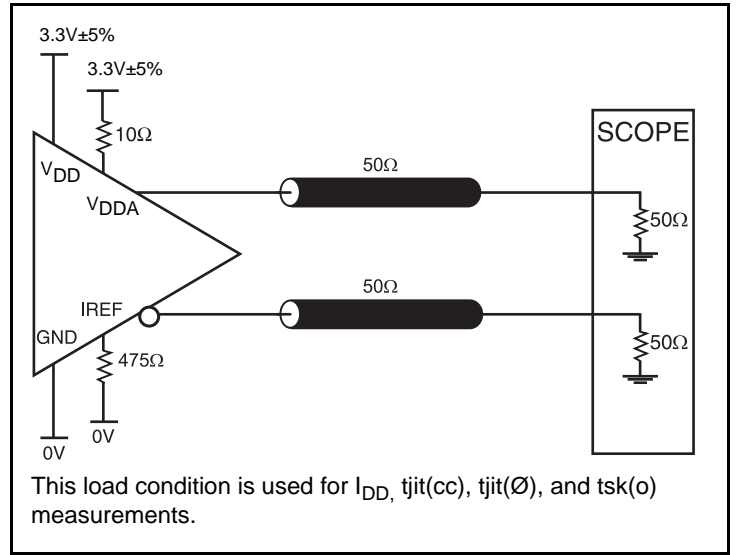 3.3V±5%
3.3V±5%
10Ω
VDD
VDDA
50Ω
SCOPE
50Ω
IREF
50Ω
GND
475Ω
50Ω
0V
0V
This load condition is used for IDD, tjit(cc), tjit(Ø), and tsk(o)
measurements.